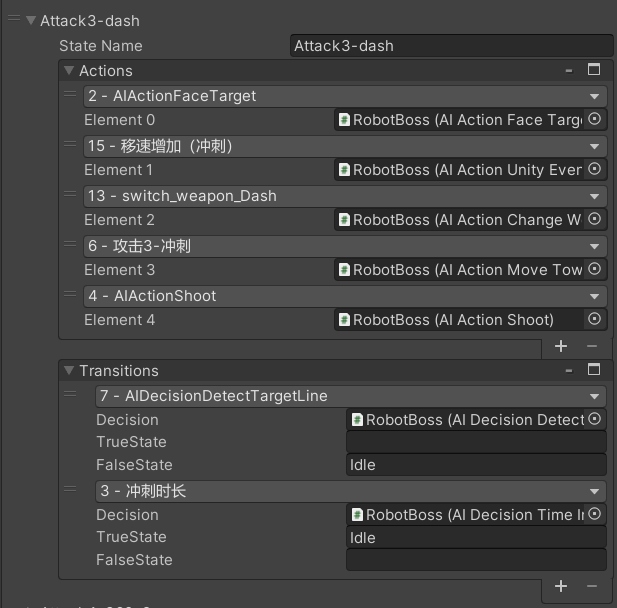 Attack3-dash
State Name Attack3-dash
Actions
2 - AIActionFaceTarget
Element 0 RobotBoss (AI Action Face Targ
15 - 移速增加（冲刺）
Element 1 RobotBoss (AI Action Unity Ever
13 - switch_weapon_Dash
Element 2 RobotBoss (AI Action Change W
6 - 攻击3-冲刺
Element 3 RobotBoss (AI Action Move Tow
4 - AIActionShoot
Element 4 RobotBoss (AI Action Shoot)
Transitions
7 - AIDecisionDetectTargetLine
Decision RobotBoss (AI Decision Detect
TrueState
FalseState Idle
3 - 冲刺时长
Decision RobotBoss (AI Decision Time I
TrueState Idle
FalseState